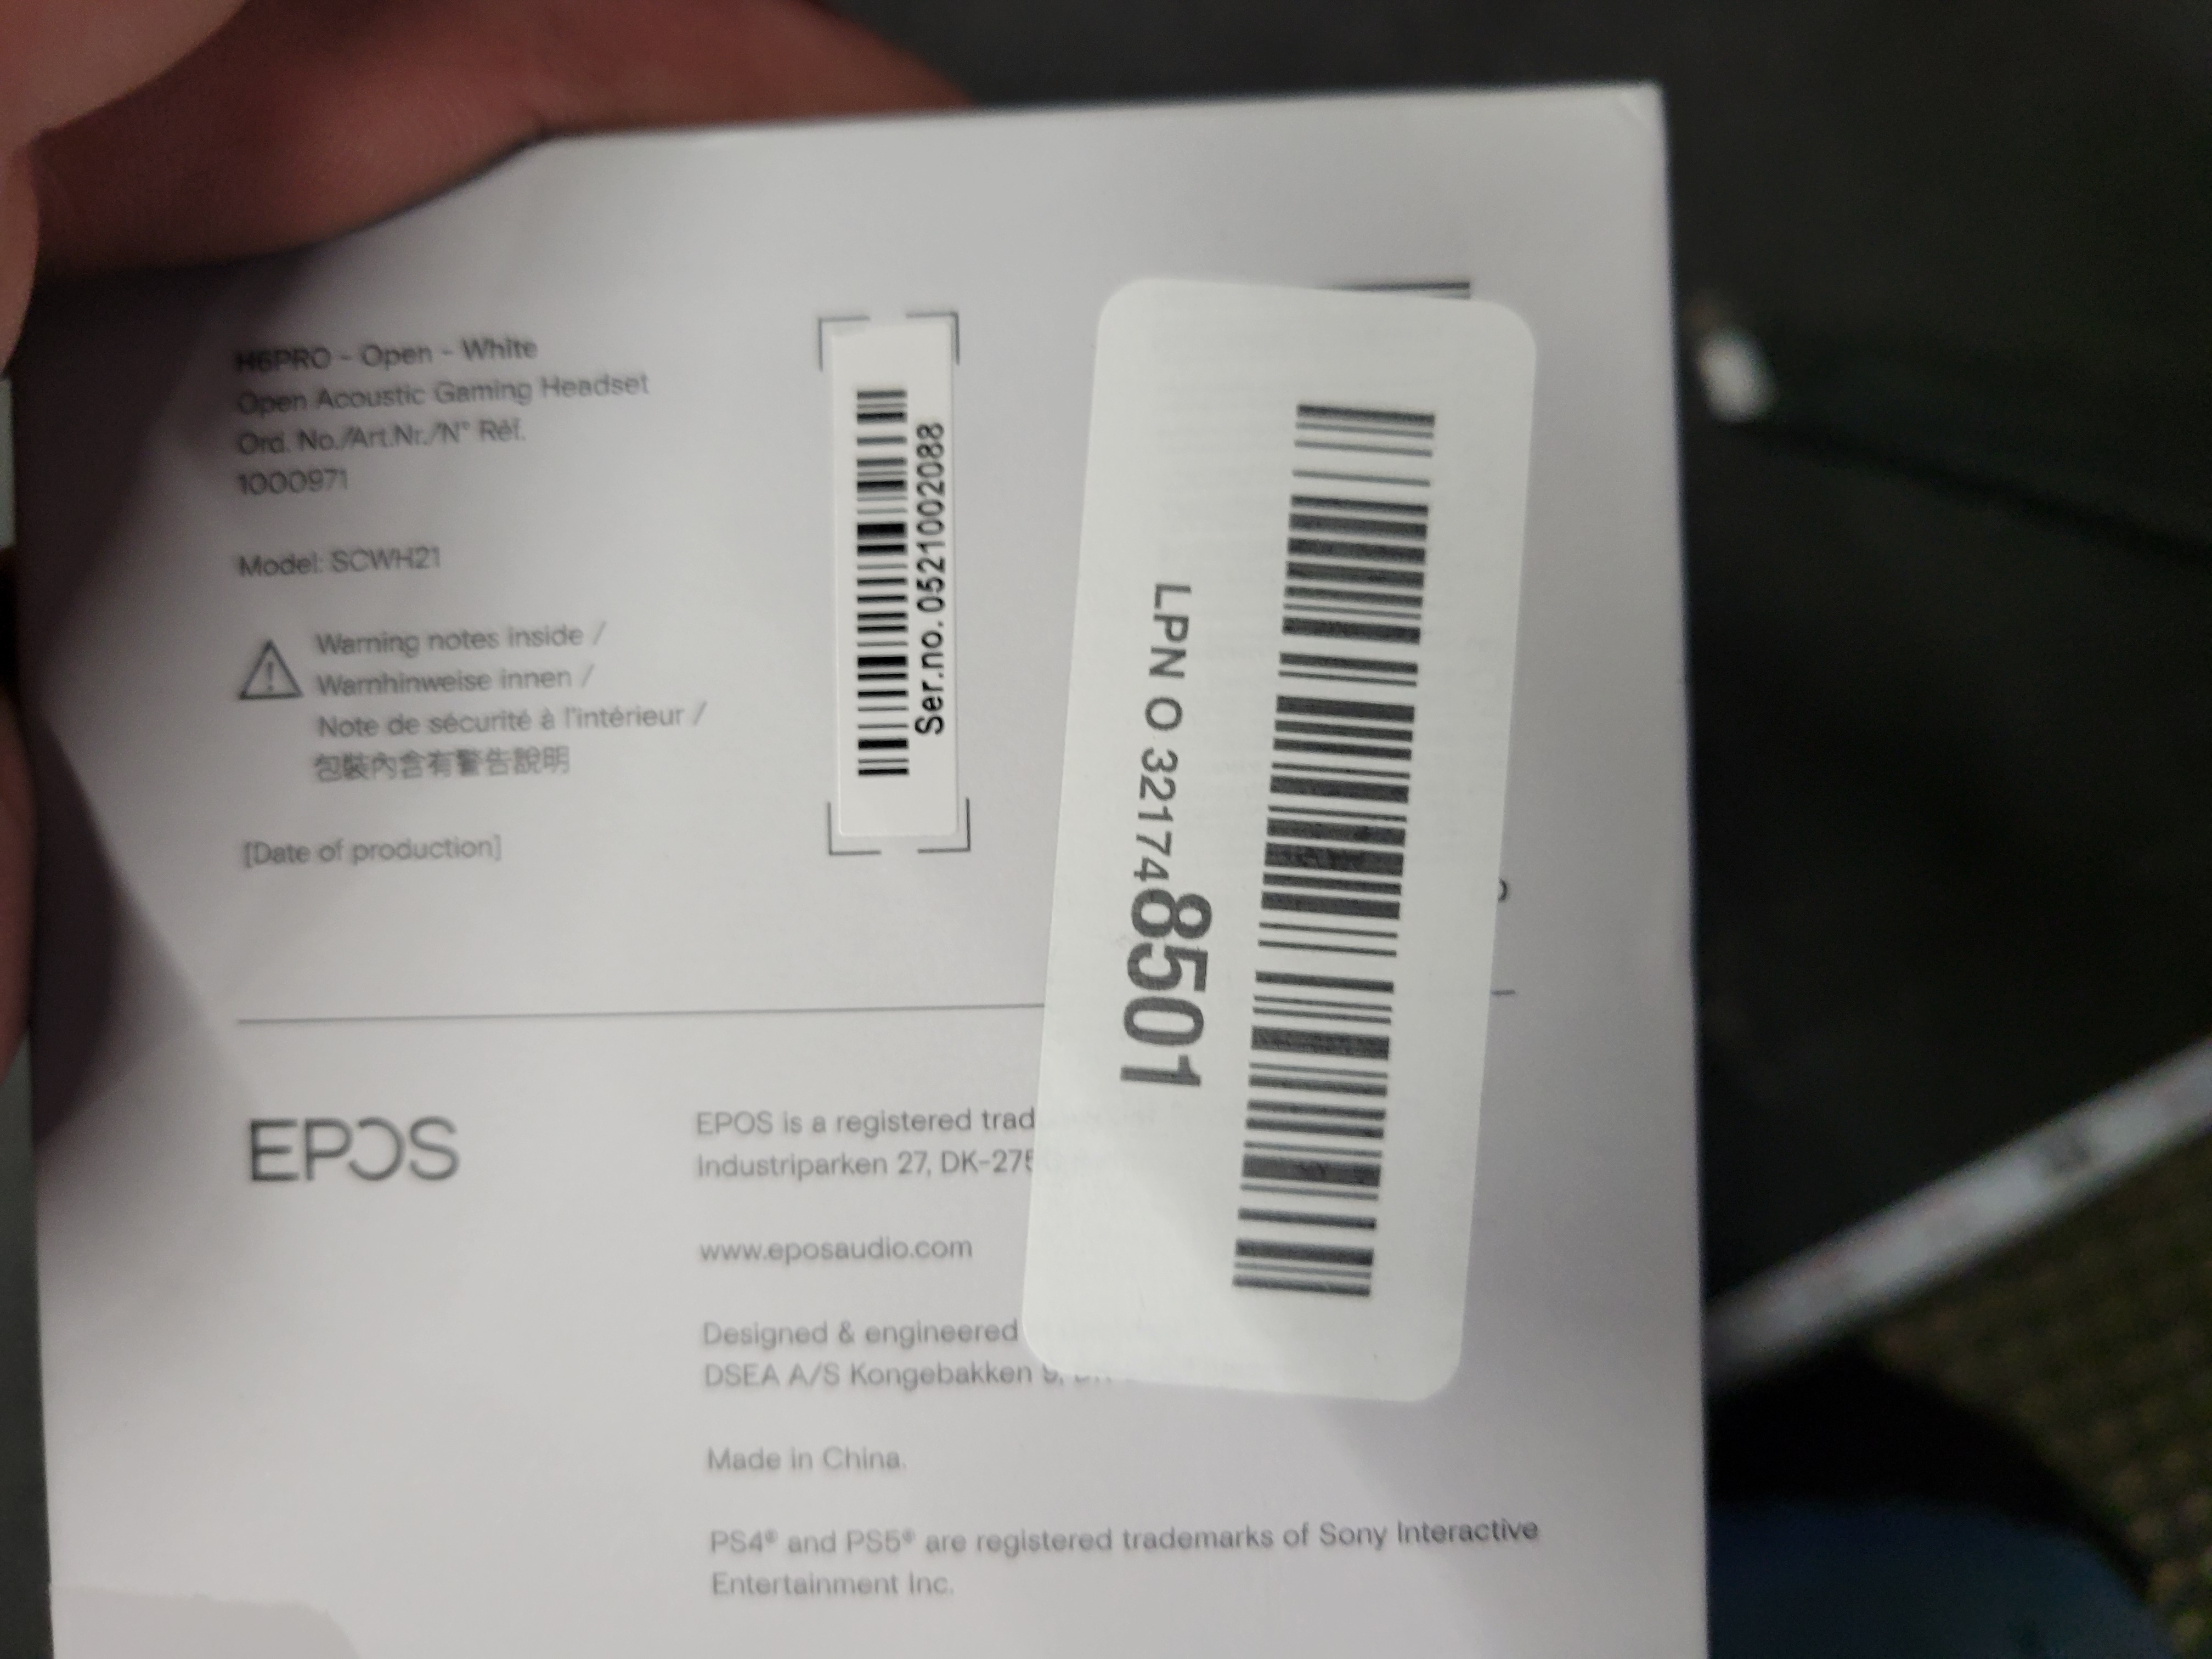 H6PRO - Open - White
Open Acoustic Gaming Headset
Ord. No./Art.Nr./N° Réf.
1000971
Model: SCWH21
Warning notes inside /
Warnhinweise innen /
Note de sécurité à l'intérieur /
包裝內含有警告說明
[Date of production]
Ser.no. 0521002088
LPN O 321748501
EPOS
EPOS is a registered trad
Industriparken 27, DK-275
www.eposaudio.com
Designed & engineered
DSEA A/S Kongebakken 9,
Made in China.
PS4® and PS5® are registered trademarks of Sony Interactive
Entertainment Inc.